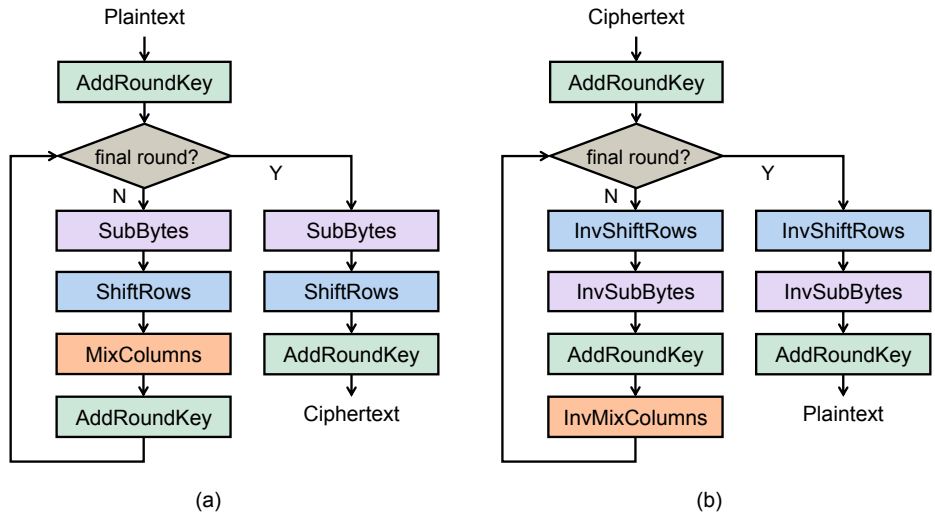 Plaintext
AddRoundKey
final round?
Y
N
SubBytes
SubBytes
ShiftRows
ShiftRows
MixColumns
AddRoundKey
AddRoundKey
Ciphertext
(a)
Ciphertext
AddRoundKey
final round?
Y
N
InvShiftRows
InvShiftRows
InvSubBytes
InvSubBytes
AddRoundKey
AddRoundKey
InvMixColumns
Plaintext
(b)